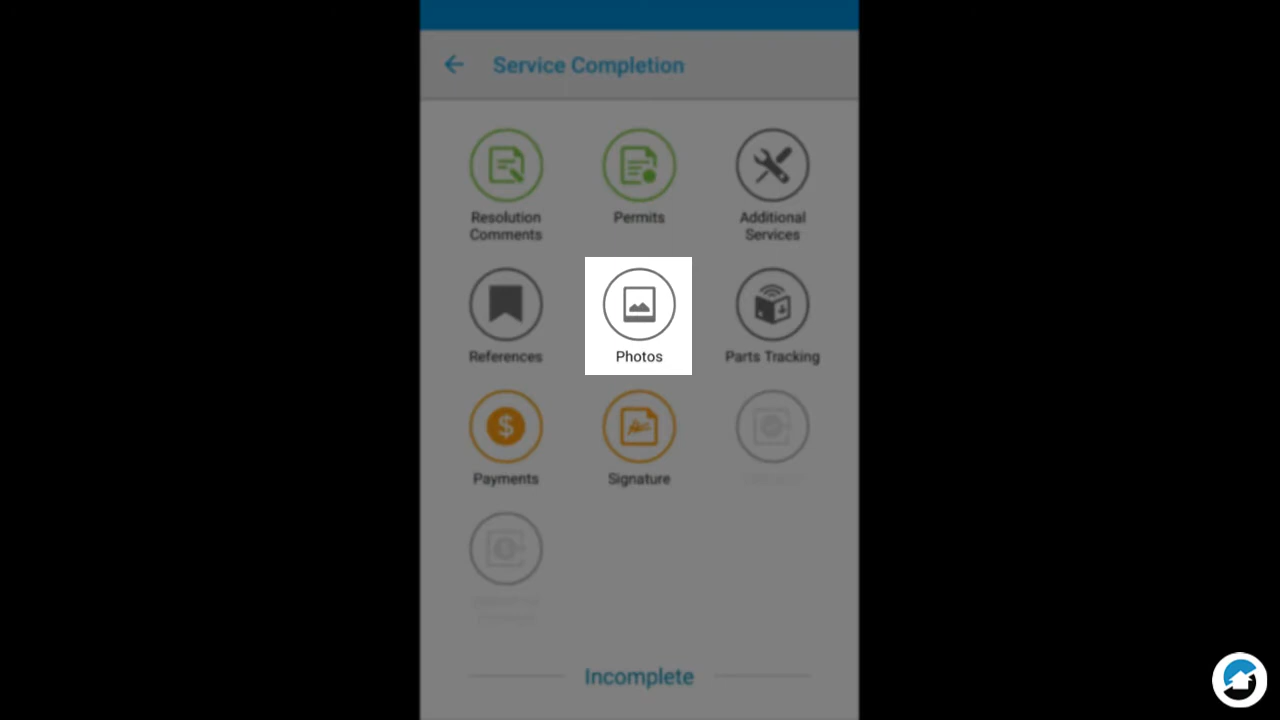 Service Completion
Resolution
Comments
Permits
Additional
Services
References
Photos
Parts Tracking
$
Payments
Signature
Incomplete